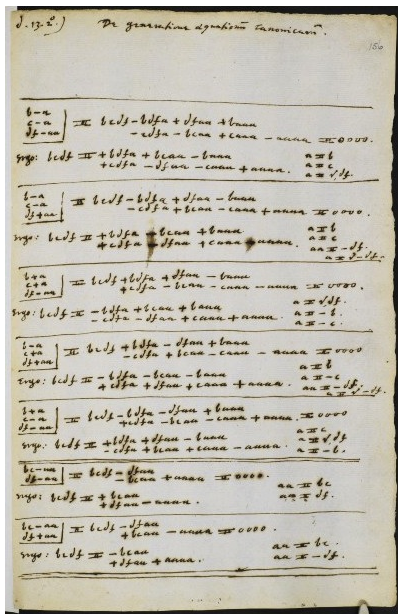 d.13.2º) De generatione æquationũ canonicarũ.
156
b-a
c-a = bcdf - bdfa + dfaa + baaa
df-aa - cdfa - bcaa + caaa - aaaa = 0000.
Ergo: bcdf = + bdfa + bcaa - baaa a = b
+ cdfa - dfaa - caaa + aaaa. a = c
a = √df.
b-a
c-a = bcdf - bdfa + dfaa - baaa
df+aa - cdfa + bcaa - caaa + aaaa = 0000.
Ergo: bcdf = + bdfa + bcaa + baaa a = b
+ cdfa + dfaa + caaa + aaaa. a = c
aa = -df.
a = √-df.
b+a
c+a = bcdf + bdfa + dfaa - baaa
df-aa + cdfa - bcaa - caaa - aaaa = 0000.
Ergo: bcdf = - bdfa + bcaa + baaa a = √df.
- cdfa - dfaa + caaa + aaaa. a = -b.
a = -c.
b-a
c+a = bcdf + bdfa - dfaa + baaa
df+aa - cdfa + bcaa - caaa - aaaa = 0000
a = b
Ergo: bcdf = - bdfa - bcaa - baaa a = -c
+ cdfa + dfaa + caaa + aaaa. aa = -df.
a = √-df.
b+a
c-a = bcdf - bdfa - dfaa + baaa
df-aa + cdfa - bcaa - caaa + aaaa. = 0000
a = c
Ergo: bcdf = + bdfa + dfaa - baaa a = √df
- cdfa + bcaa + caaa - aaaa. a = -b.
bc-aa = bcdf - dfaa
df-aa - bcaa + aaaa = 0000.
Ergo: bcdf = + bcaa aa = bc
+ dfaa - aaaa. aa = df.
bc-aa = bcdf - dfaa
df+aa + bcaa - aaaa = 0000.
Ergo: bcdf = - bcaa aa = bc.
+ dfaa + aaaa. aa = -df.